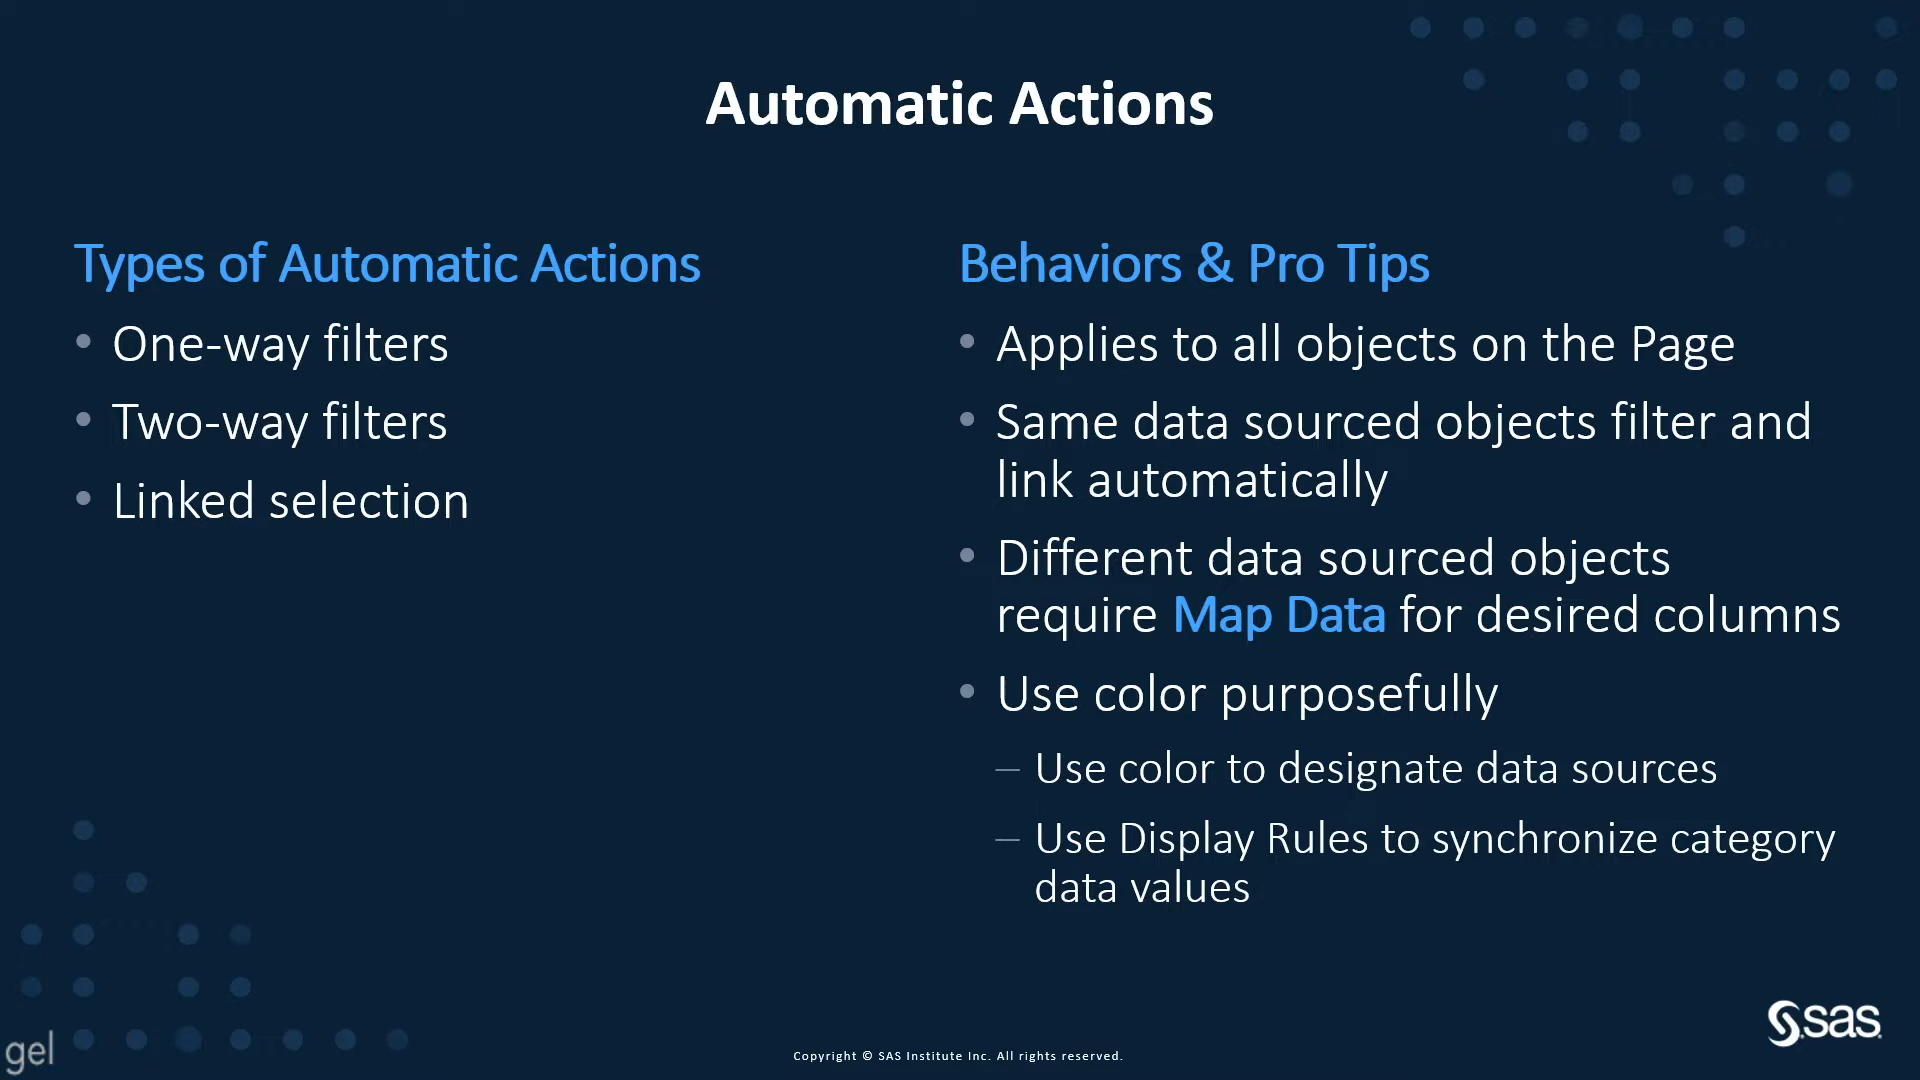 Automatic Actions
Types of Automatic Actions
• One-way filters
• Two-way filters
• Linked selection
Behaviors & Pro Tips
• Applies to all objects on the Page
• Same data sourced objects filter and
link automatically
• Different data sourced objects
require Map Data for desired columns
• Use color purposefully
– Use color to designate data sources
– Use Display Rules to synchronize category
data values
gel
Copyright © SAS Institute Inc. All rights reserved.
sas